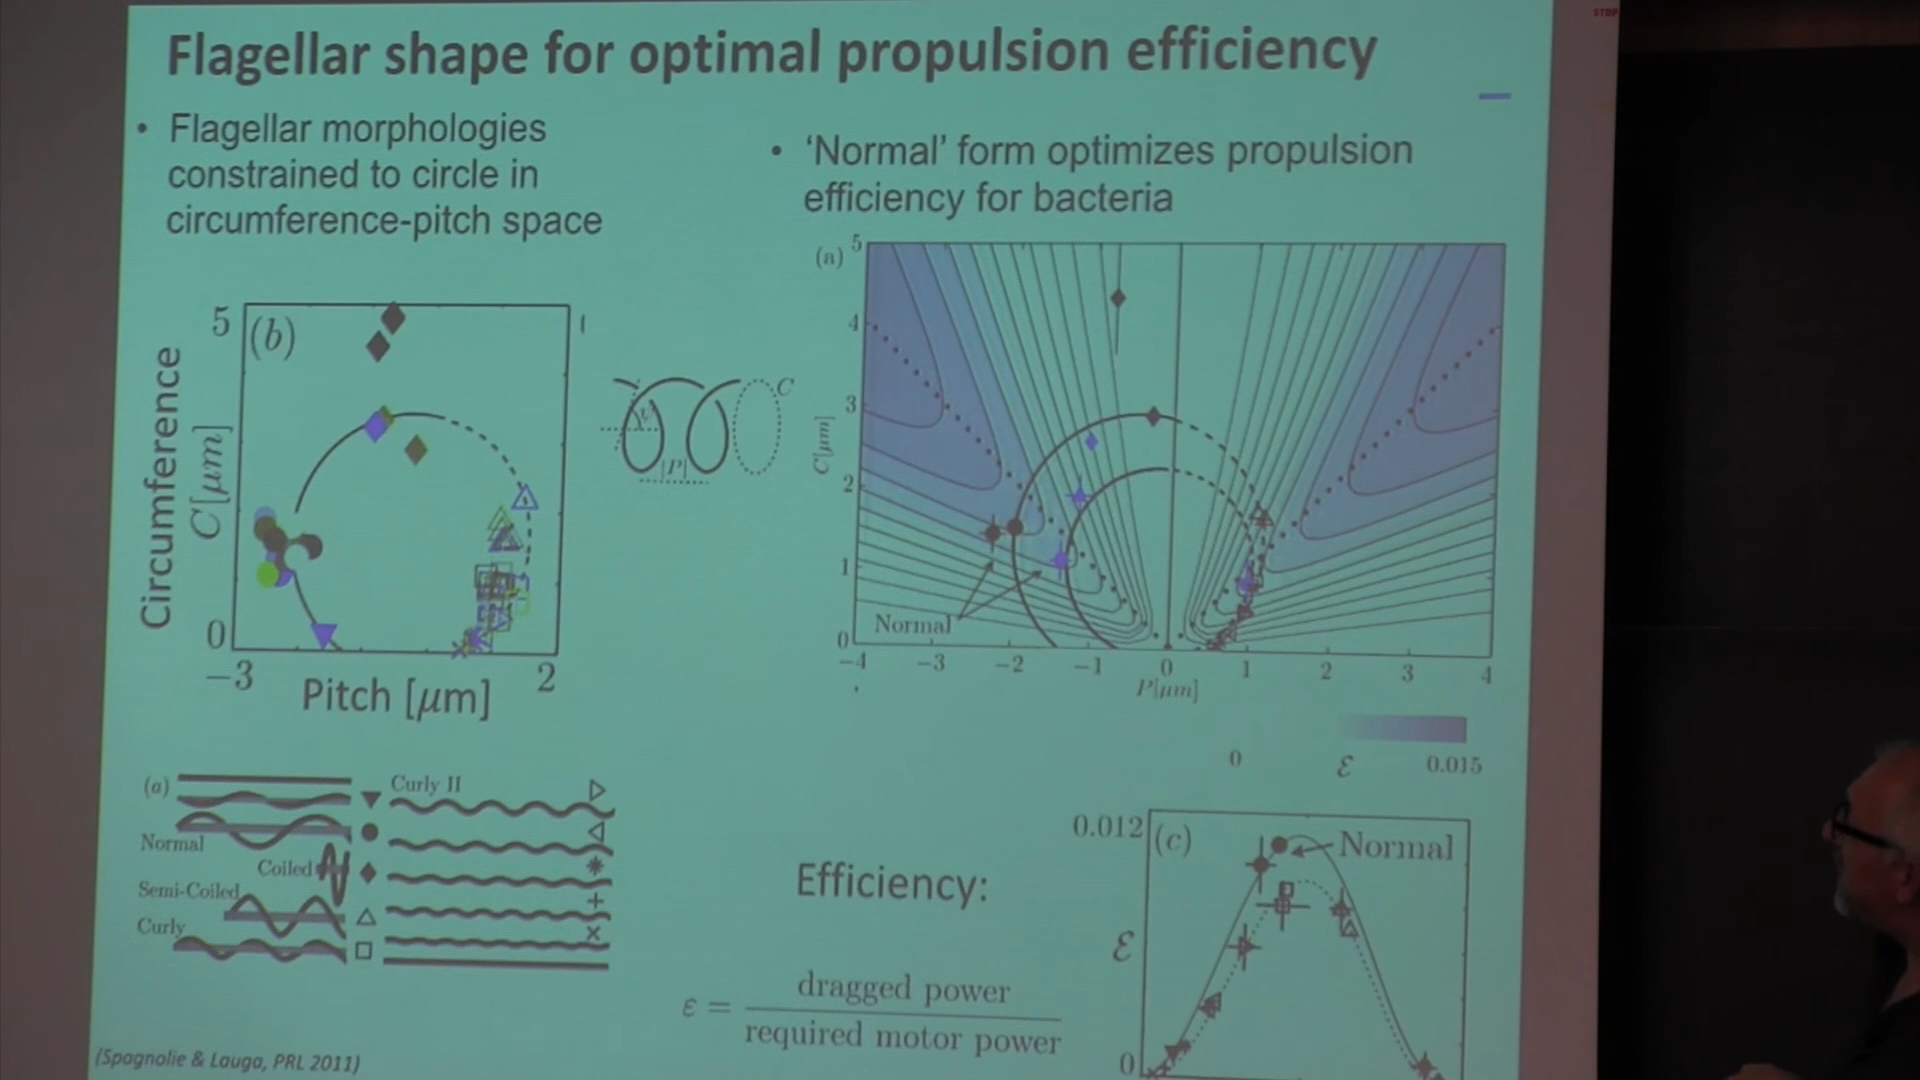 STOP
Flagellar shape for optimal propulsion efficiency
• Flagellar morphologies
constrained to circle in
circumference-pitch space
• 'Normal' form optimizes propulsion
efficiency for bacteria
5
(b)
Circumference
C[μm]
0
−3
2
Pitch [μm]
C
|P|
(a)
5
4
3
2
1
0
C[μm]
Normal
−4
−3
−2
−1
0
1
2
3
4
P[μm]
0
ℰ
0.015
(a)
Normal
Coiled
Semi-Coiled
Curly
Curly II
Efficiency:
ε = dragged power
required motor power
0.012
(c)
Normal
ℰ
0
(Spagnolie & Lauga, PRL 2011)